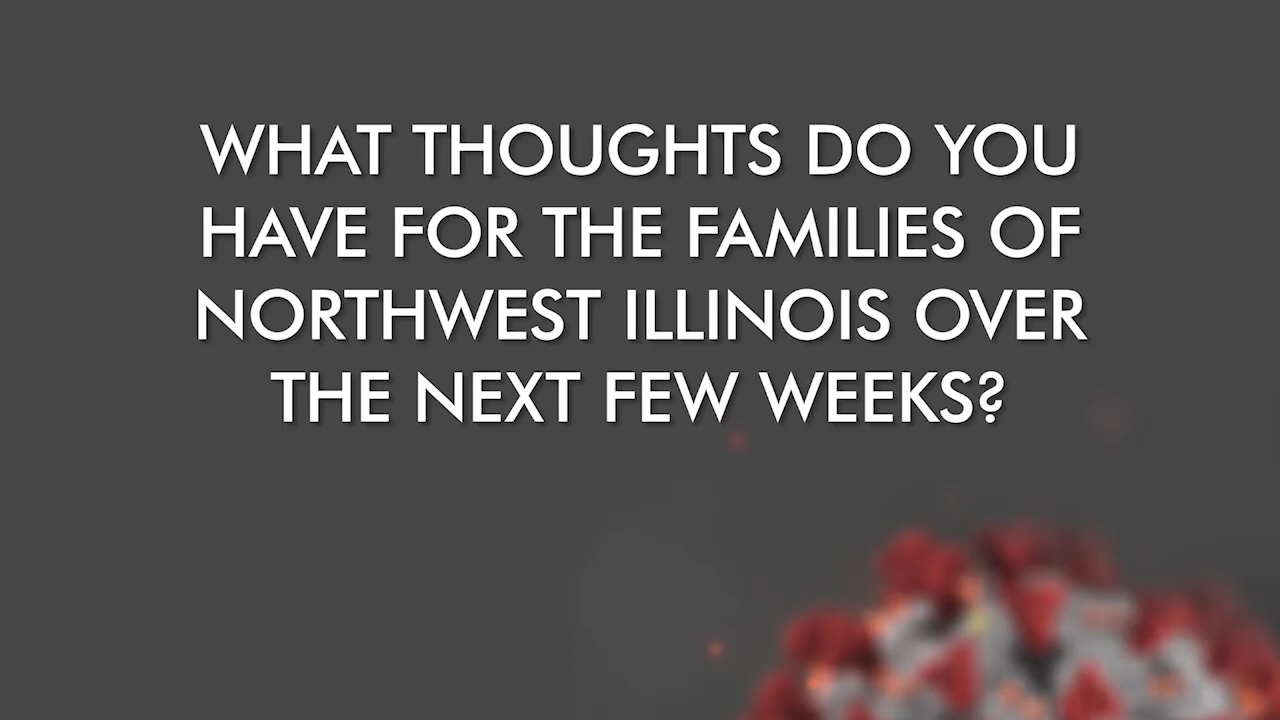 WHAT THOUGHTS DO YOU
HAVE FOR THE FAMILIES OF
NORTHWEST ILLINOIS OVER
THE NEXT FEW WEEKS?